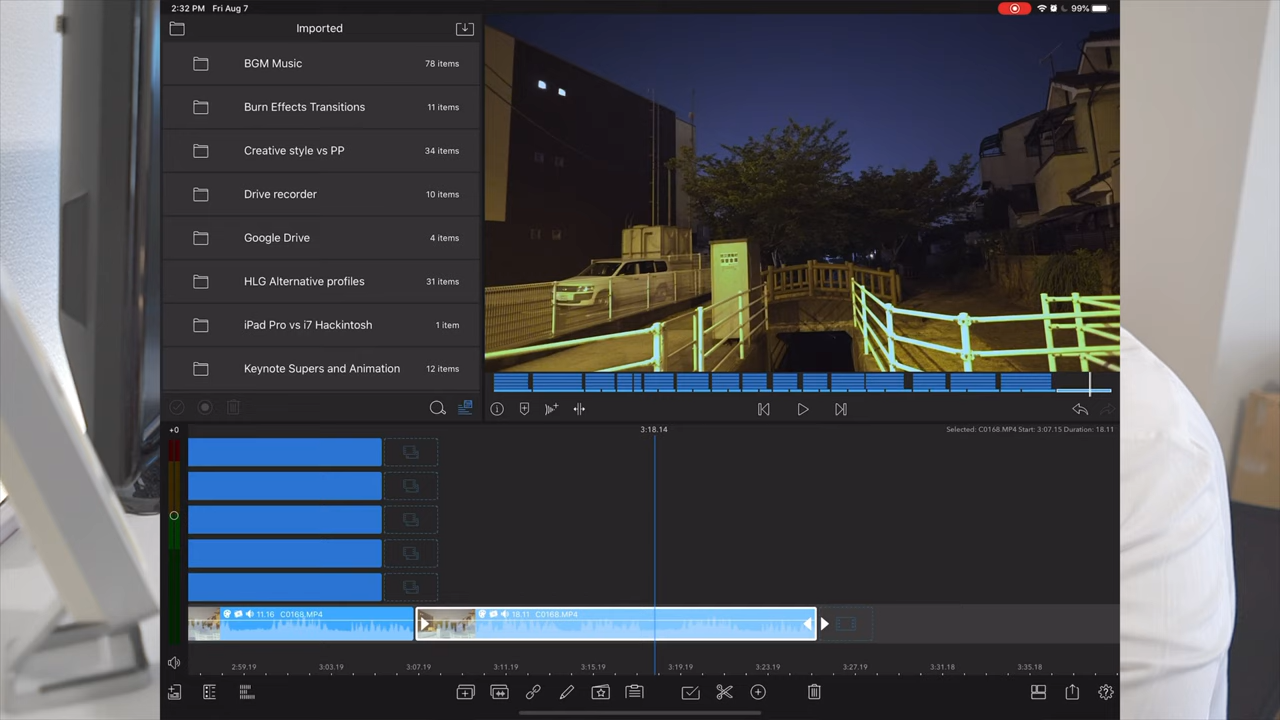 2:32 PM Fri Aug 7
99%
Imported
BGM Music 78 items
Burn Effects Transitions 11 items
Creative style vs PP 34 items
Drive recorder 10 items
Google Drive 4 items
HLG Alternative profiles 31 items
iPad Pro vs i7 Hackintosh 1 item
Keynote Supers and Animation 12 items
+0
3:18.14
Selected: C0168.MP4 Start: 3:07.15 Duration: 18.11
11.16 C0168.MP4
18.11 C0168.MP4
2:59.19 3:03.19 3:07.19 3:11.19 3:15.19 3:19.19 3:23.19 3:27.19 3:31.18 3:35.18